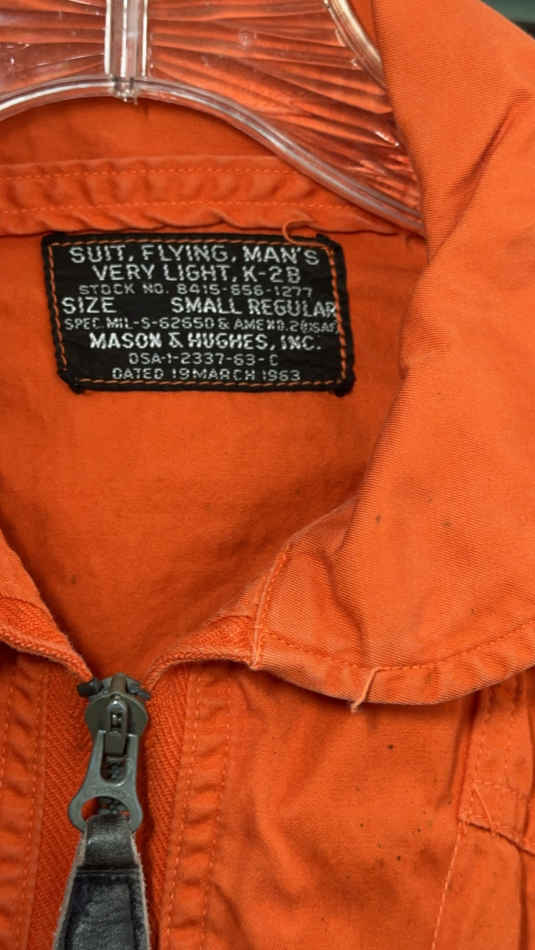 SUIT, FLYING, MAN'S
VERY LIGHT, K-2B
STOCK NO. 8415-656-1277
SIZE SMALL REGULAR
SPEC. MIL-S-6265D & AMEND. 2 (USAF)
MASON & HUGHES, INC.
DSA-1-2337-63-C
DATED 19 MARCH 1963